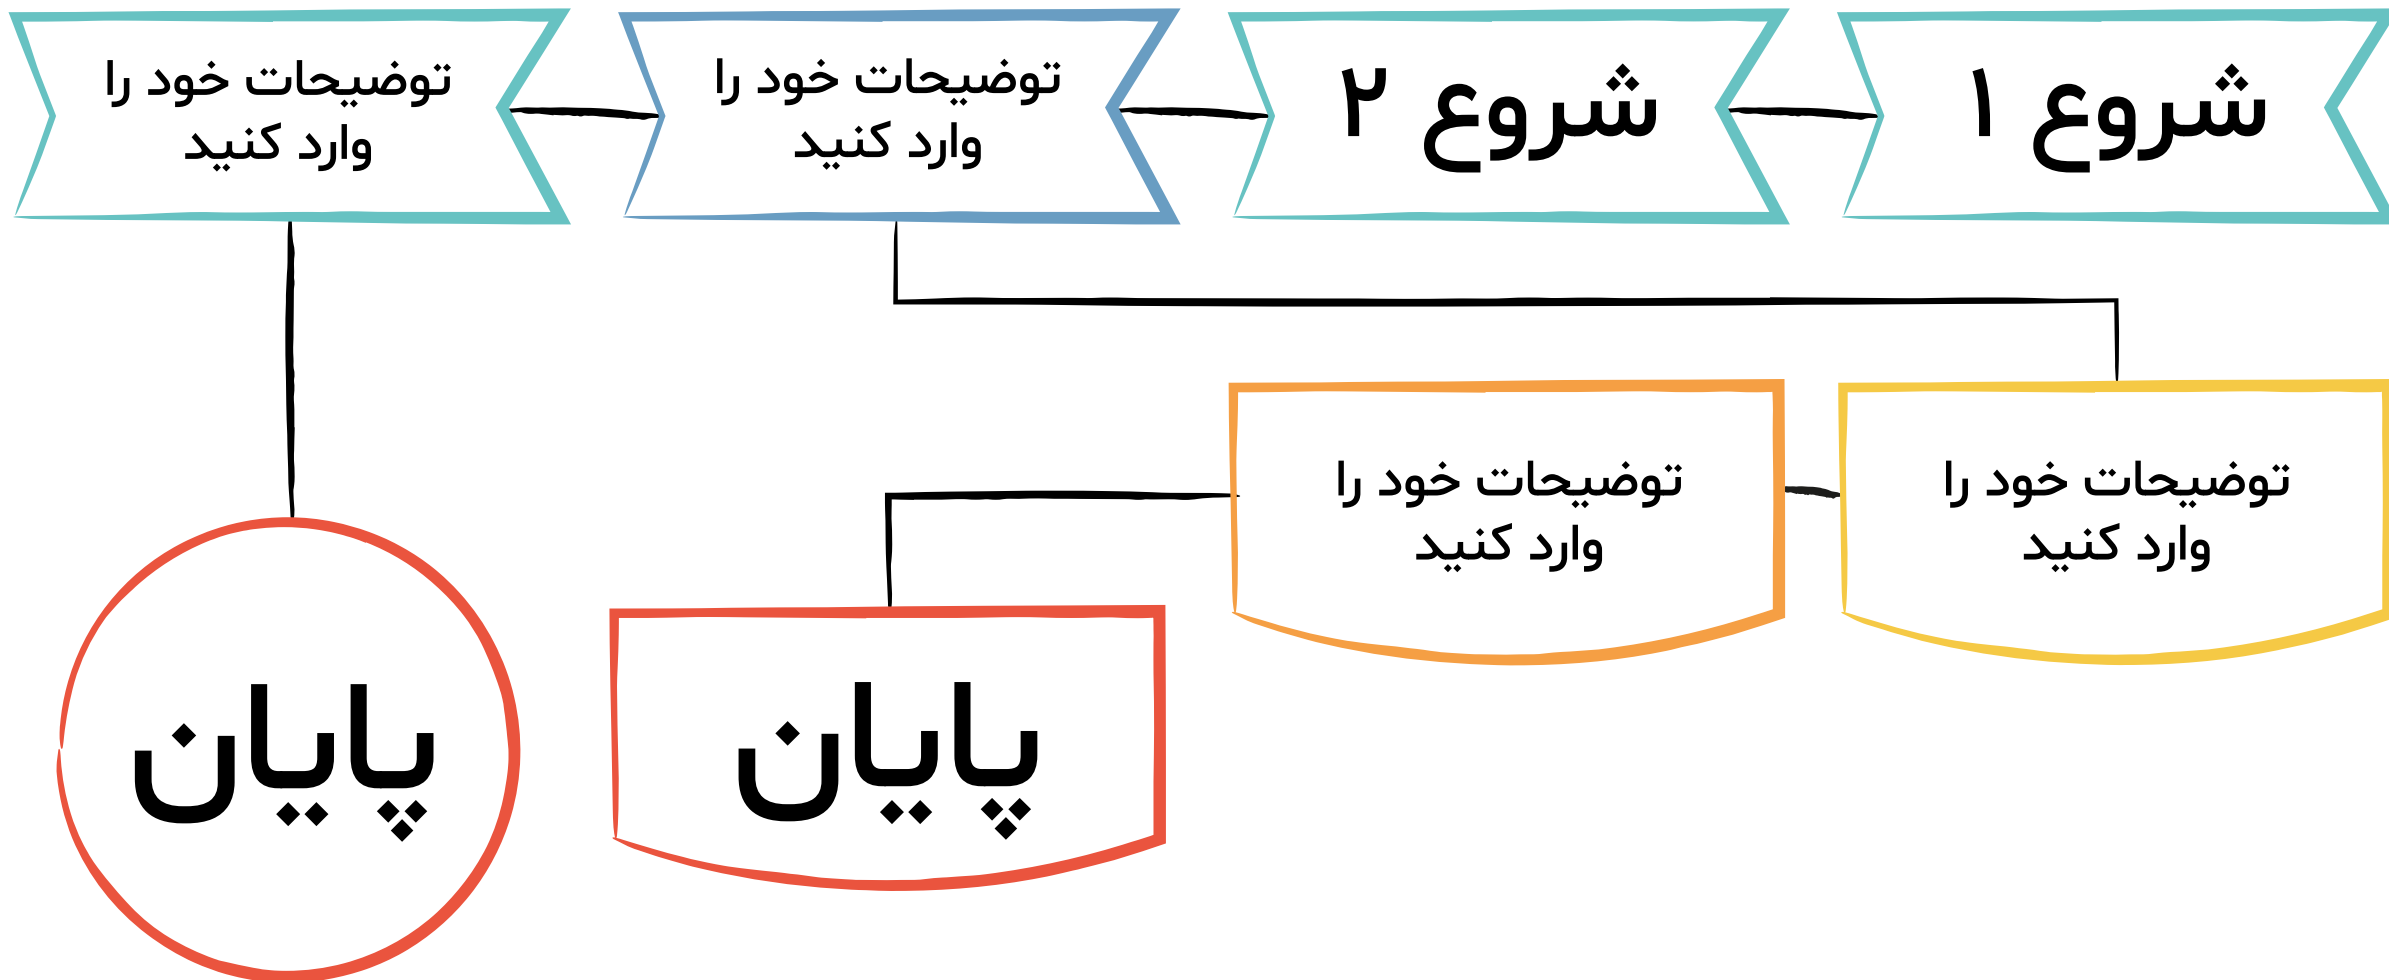 شروع ۱
شروع ۲
توضیحات خود را
وارد کنید
توضیحات خود را
وارد کنید
توضیحات خود را
وارد کنید
توضیحات خود را
وارد کنید
پایان
پایان